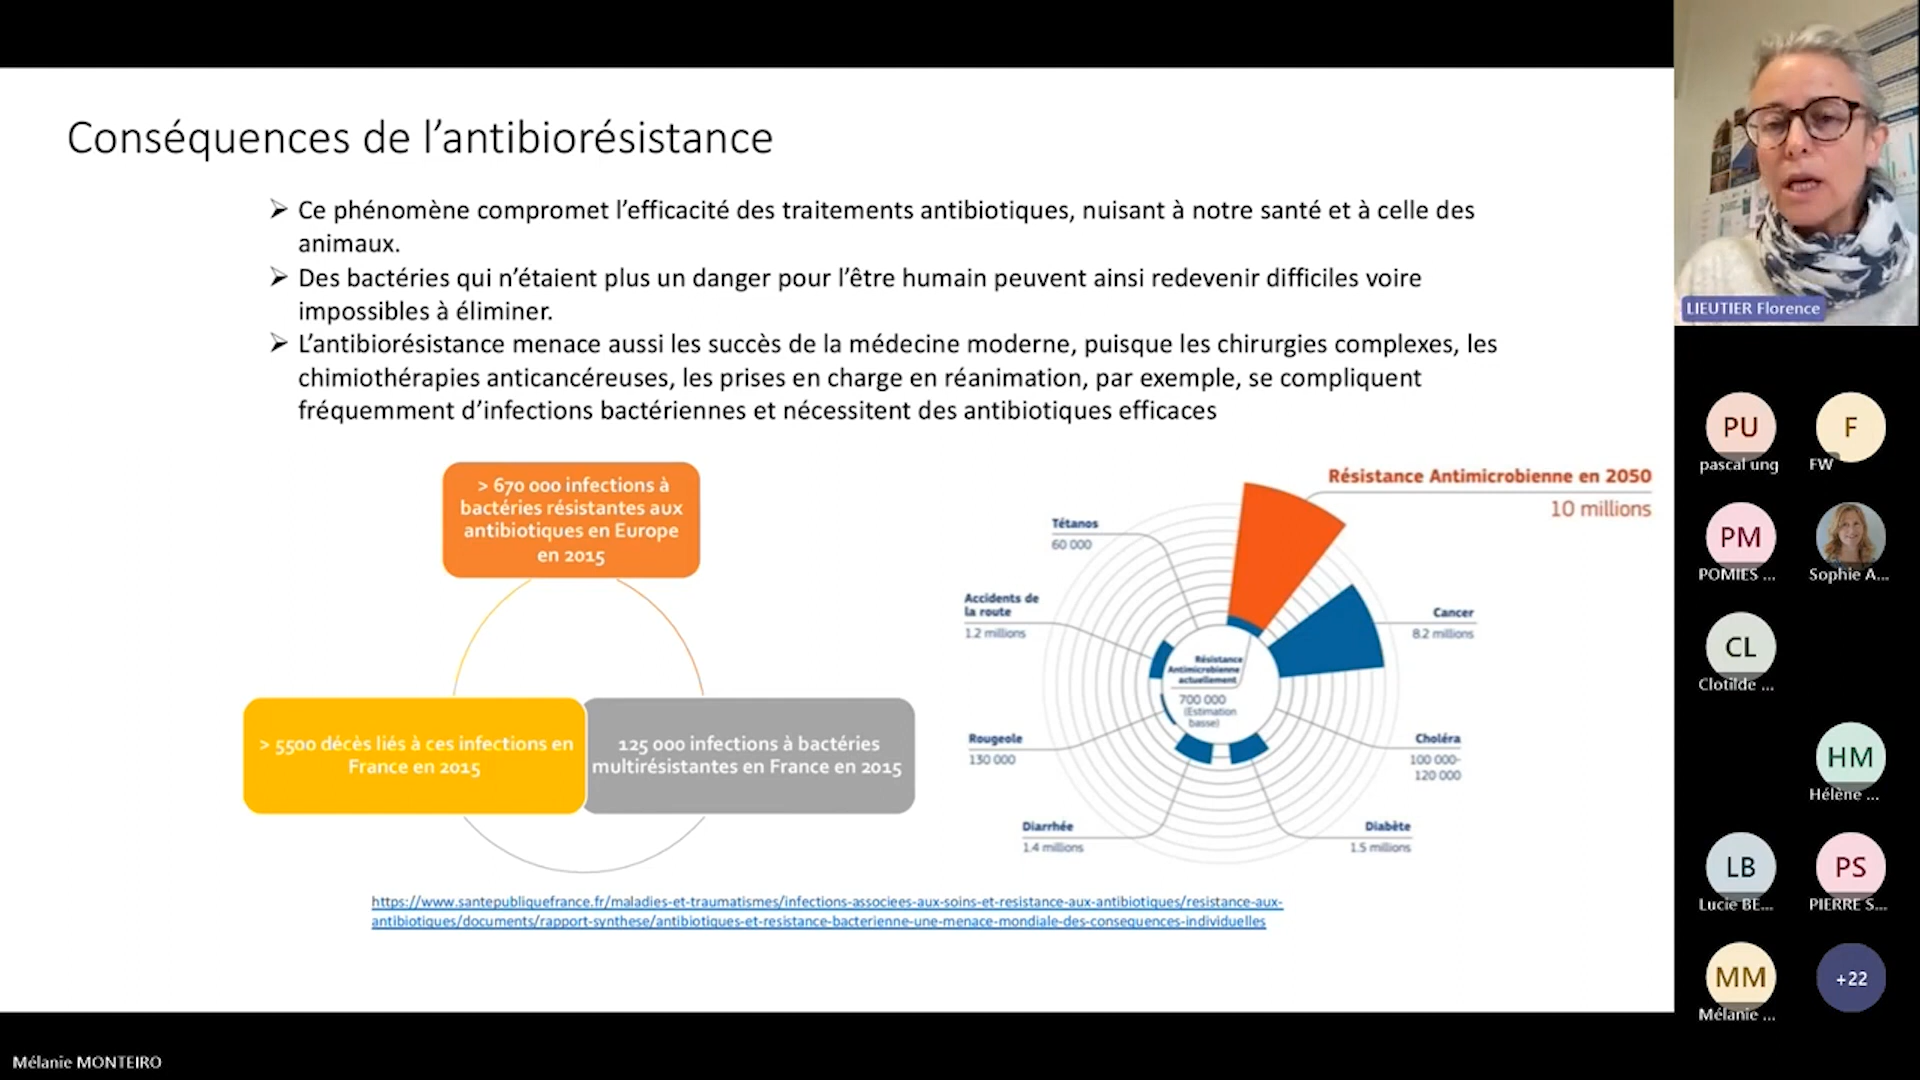 Conséquences de l’antibiorésistance
➢ Ce phénomène compromet l’efficacité des traitements antibiotiques, nuisant à notre santé et à celle des
animaux.
➢ Des bactéries qui n’étaient plus un danger pour l’être humain peuvent ainsi redevenir difficiles voire
impossibles à éliminer.
➢ L’antibiorésistance menace aussi les succès de la médecine moderne, puisque les chirurgies complexes, les
chimiothérapies anticancéreuses, les prises en charge en réanimation, par exemple, se compliquent
fréquemment d’infections bactériennes et nécessitent des antibiotiques efficaces
> 670 000 infections à
bactéries résistantes aux
antibiotiques en Europe
en 2015
> 5500 décès liés à ces infections en
France en 2015
125 000 infections à bactéries
multirésistantes en France en 2015
Résistance Antimicrobienne en 2050
10 millions
Tétanos
60 000
Accidents de
la route
1.2 millions
Cancer
8.2 millions
Résistance
Antimicrobienne
actuellement
700 000
(Estimation
basse)
Rougeole
130 000
Choléra
100 000-
120 000
Diarrhée
1.4 millions
Diabète
1.5 millions
https://www.santepubliquefrance.fr/maladies-et-traumatismes/infections-associees-aux-soins-et-resistance-aux-antibiotiques/resistance-aux-
antibiotiques/documents/rapport-synthese/antibiotiques-et-resistance-bacterienne-une-menace-mondiale-des-consequences-individuelles
LIEUTIER Florence
PU
pascal ung
F
FW
PM
POMIES ...
Sophie A...
CL
Clotilde ...
HM
Hélène ...
LB
Lucie BE...
PS
PIERRE S...
MM
Mélanie ...
+22
Mélanie MONTEIRO